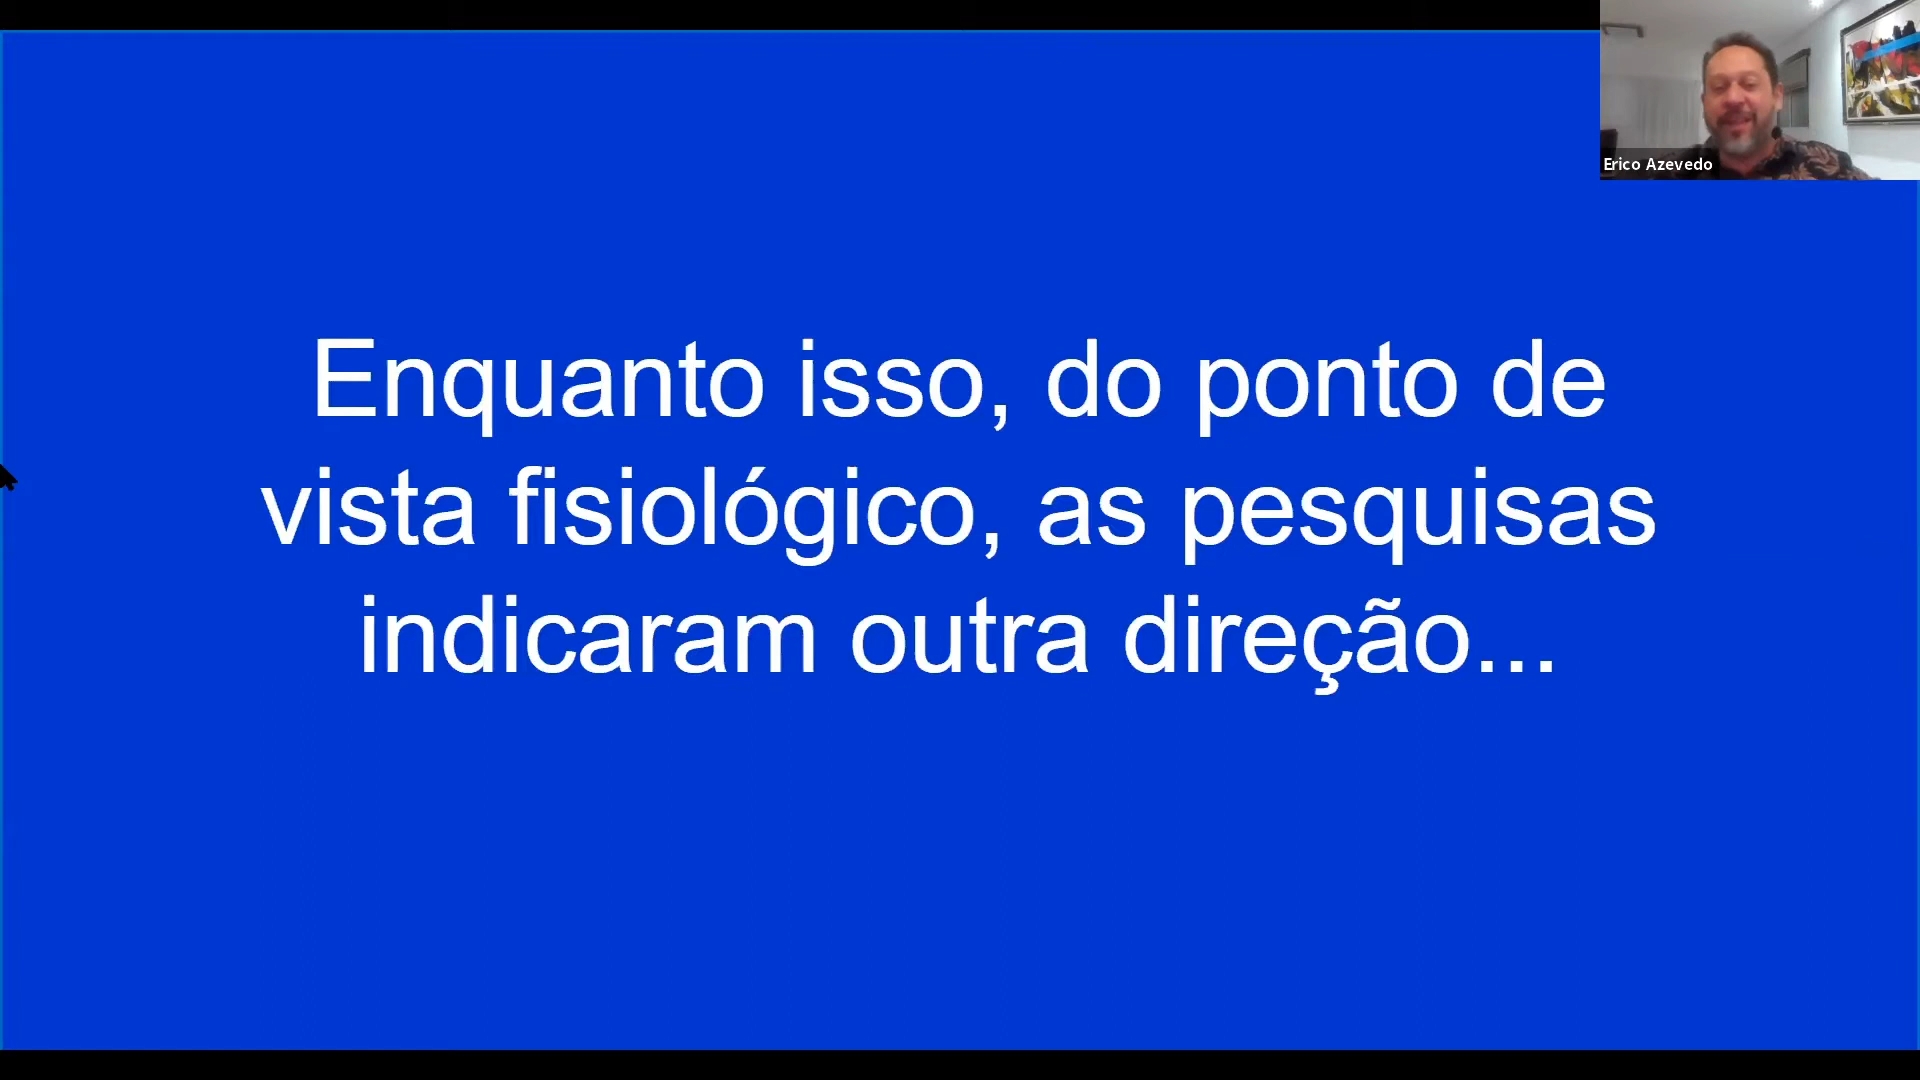 Erico Azevedo
Enquanto isso, do ponto de
vista fisiológico, as pesquisas
indicaram outra direção...